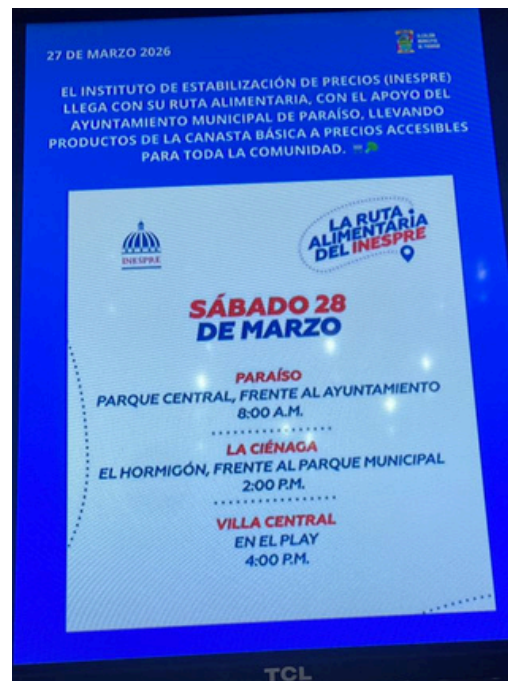 27 DE MARZO 2026
EL INSTITUTO DE ESTABILIZACIÓN DE PRECIOS (INESPRE)
LLEGA CON SU RUTA ALIMENTARIA, CON EL APOYO DEL
AYUNTAMIENTO MUNICIPAL DE PARAÍSO, LLEVANDO
PRODUCTOS DE LA CANASTA BÁSICA A PRECIOS ACCESIBLES
PARA TODA LA COMUNIDAD.
INESPRE
LA RUTA
ALIMENTARIA
DEL INESPRE
SÁBADO 28
DE MARZO
PARAÍSO
PARQUE CENTRAL, FRENTE AL AYUNTAMIENTO
8:00 A.M.
LA CIÉNAGA
EL HORMIGÓN, FRENTE AL PARQUE MUNICIPAL
2:00 P.M.
VILLA CENTRAL
EN EL PLAY
4:00 P.M.
TCL